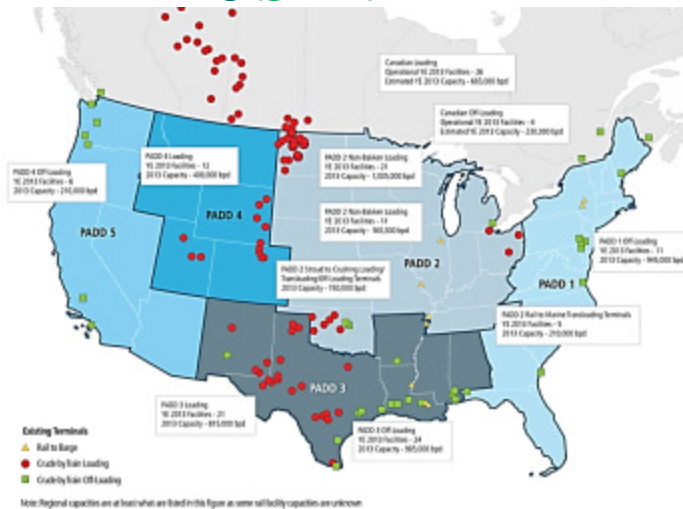 Canadian Loading
Operational YE 2013 Facilities - 26
Estimated YE 2013 Capacity - 665,000 bpd
Canadian Off Loading
Operational YE 2013 Facilities - 6
Estimated YE 2013 Capacity - 230,000 bpd
PADD 4 Loading
YE 2013 Facilities - 12
2013 Capacity - 400,000 bpd
PADD 2 Non-Bakken Loading
YE 2013 Facilities - 21
2013 Capacity - 1,035,000 bpd
PADD 4 Off Loading
YE 2013 Facilities - 6
2013 Capacity - 210,000 bpd
PADD 2 Non-Bakken Loading
YE 2013 Facilities - 11
2013 Capacity - 360,000 bpd
PADD 4
PADD 5
PADD 1 Off Loading
YE 2013 Facilities - 11
2013 Capacity - 945,000 bpd
PADD 2
PADD 2 Stroud to Crushing Loading/
Transloading/Off Loading Terminals
2013 Capacity - 150,000 bpd
PADD 1
PADD 2 Rail to Marine Transloading Terminals
YE 2013 Facilities - 5
2013 Capacity - 210,000 bpd
PADD 3
PADD 3 Loading
YE 2013 Facilities - 21
2013 Capacity - 815,000 bpd
PADD 3 Off Loading
YE 2013 Facilities - 24
2013 Capacity - 965,000 bpd
Existing Terminals
Rail to Barge
Crude by Train Loading
Crude by Train Off-Loading
Note: Regional capacities are at least what are listed in this figure as some rail facility capacities are unknown